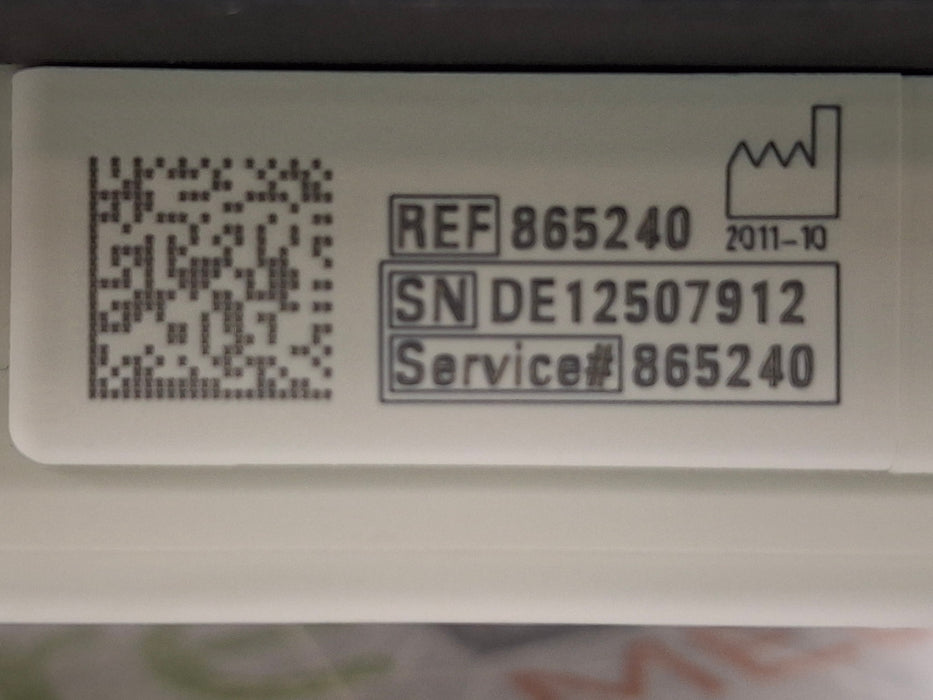 REF 865240
2011-10
SN DE12507912
Service# 865240